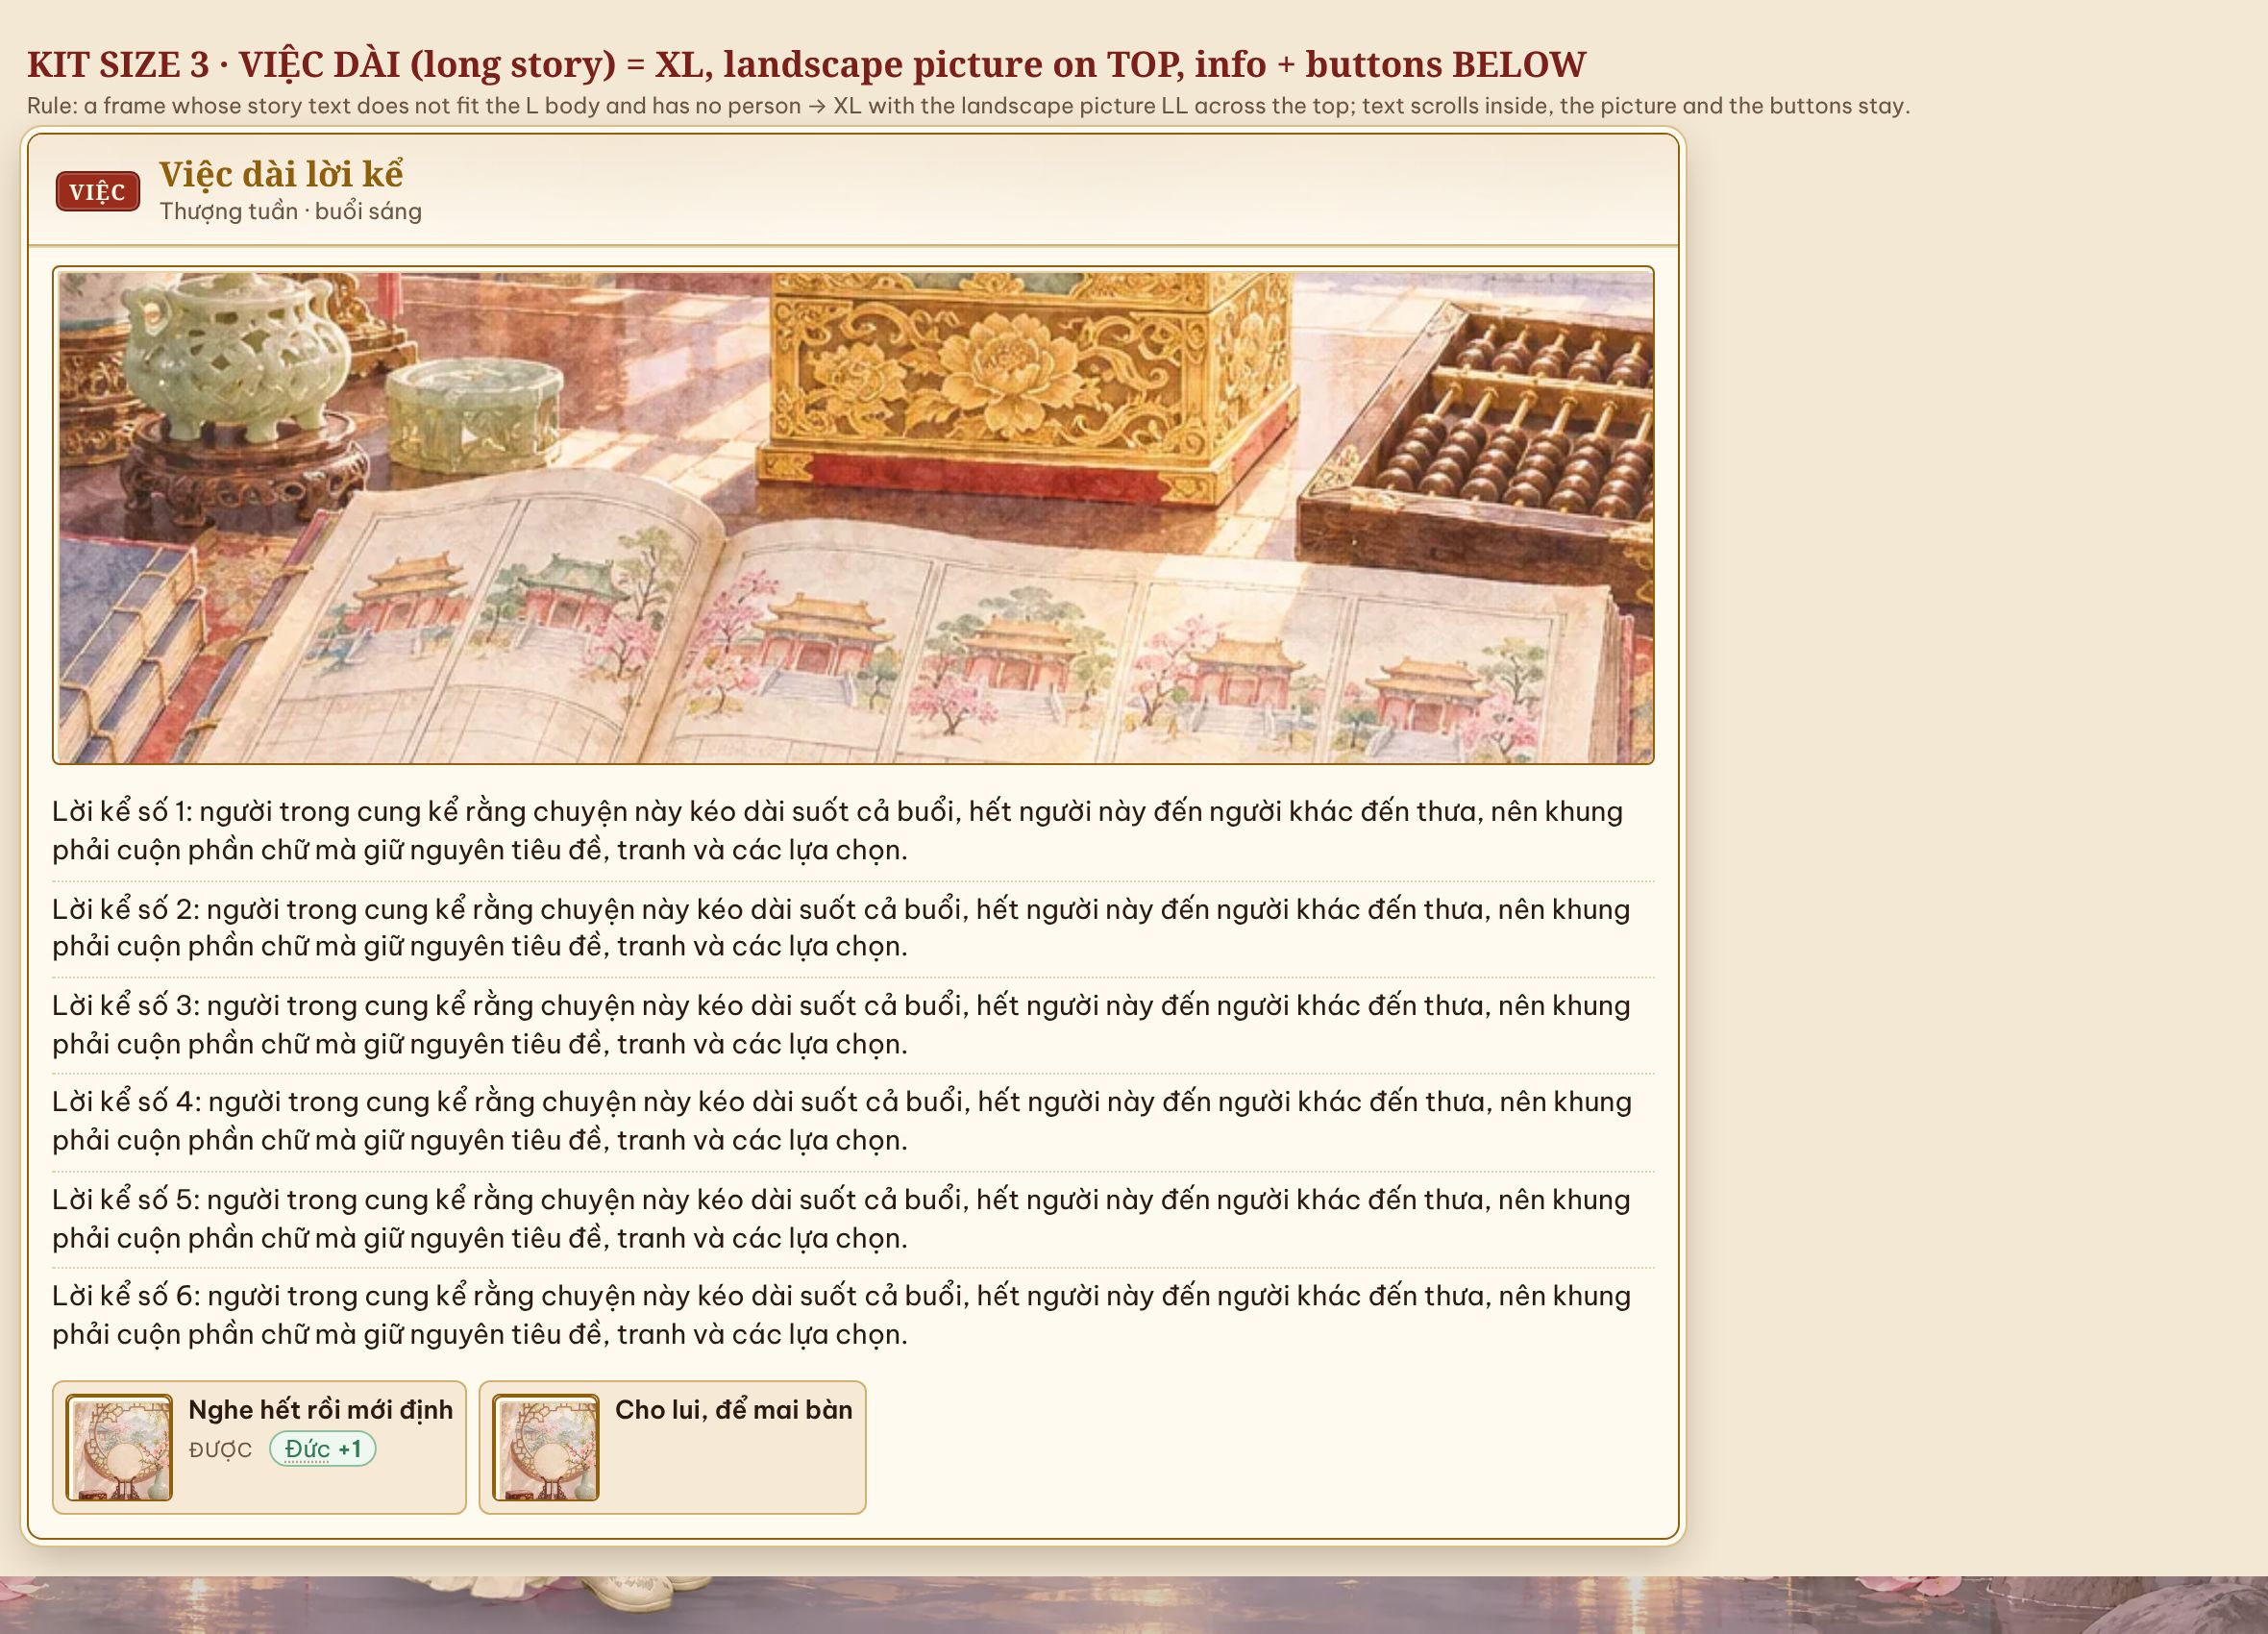 KIT SIZE 3 · VIỆC DÀI (long story) = XL, landscape picture on TOP, info + buttons BELOW
Rule: a frame whose story text does not fit the L body and has no person → XL with the landscape picture LL across the top; text scrolls inside, the picture and the buttons stay.
VIỆC
Việc dài lời kể
Thượng tuần · buổi sáng
Lời kể số 1: người trong cung kể rằng chuyện này kéo dài suốt cả buổi, hết người này đến người khác đến thưa, nên khung
phải cuộn phần chữ mà giữ nguyên tiêu đề, tranh và các lựa chọn.
Lời kể số 2: người trong cung kể rằng chuyện này kéo dài suốt cả buổi, hết người này đến người khác đến thưa, nên khung
phải cuộn phần chữ mà giữ nguyên tiêu đề, tranh và các lựa chọn.
Lời kể số 3: người trong cung kể rằng chuyện này kéo dài suốt cả buổi, hết người này đến người khác đến thưa, nên khung
phải cuộn phần chữ mà giữ nguyên tiêu đề, tranh và các lựa chọn.
Lời kể số 4: người trong cung kể rằng chuyện này kéo dài suốt cả buổi, hết người này đến người khác đến thưa, nên khung
phải cuộn phần chữ mà giữ nguyên tiêu đề, tranh và các lựa chọn.
Lời kể số 5: người trong cung kể rằng chuyện này kéo dài suốt cả buổi, hết người này đến người khác đến thưa, nên khung
phải cuộn phần chữ mà giữ nguyên tiêu đề, tranh và các lựa chọn.
Lời kể số 6: người trong cung kể rằng chuyện này kéo dài suốt cả buổi, hết người này đến người khác đến thưa, nên khung
phải cuộn phần chữ mà giữ nguyên tiêu đề, tranh và các lựa chọn.
Nghe hết rồi mới định
ĐƯỢC Đức +1
Cho lui, để mai bàn